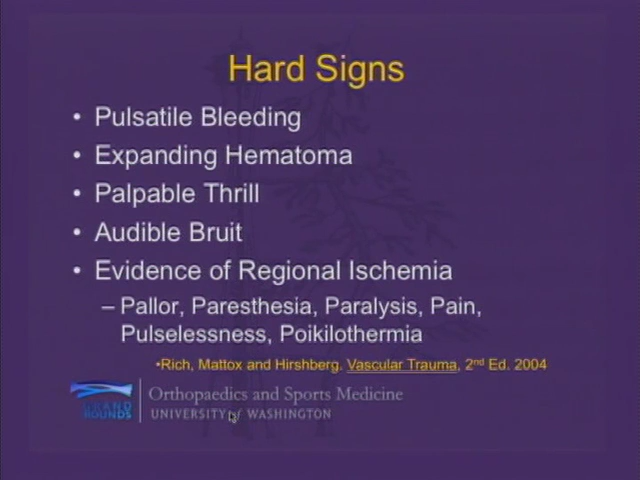 Hard Signs
• Pulsatile Bleeding
• Expanding Hematoma
• Palpable Thrill
• Audible Bruit
• Evidence of Regional Ischemia
– Pallor, Paresthesia, Paralysis, Pain,
Pulselessness, Poikilothermia
•Rich, Mattox and Hirshberg. Vascular Trauma, 2nd Ed. 2004
GRAND
ROUNDS
Orthopaedics and Sports Medicine
UNIVERSITY of WASHINGTON